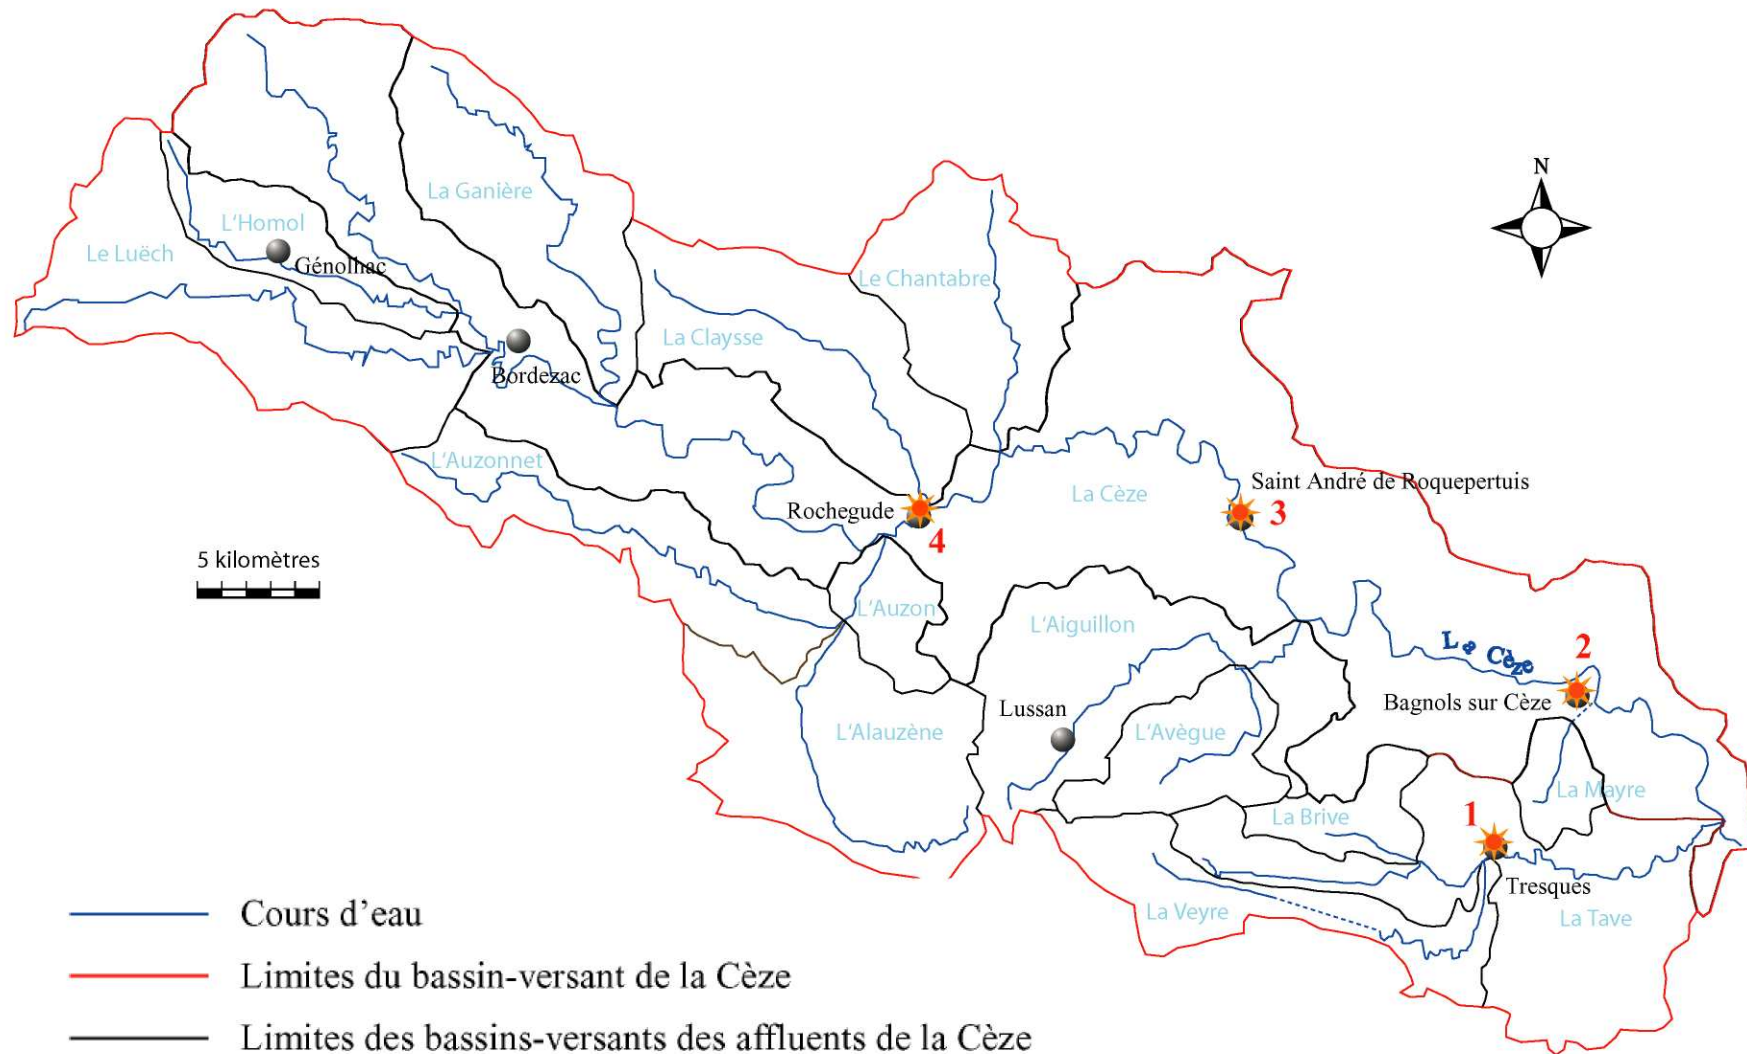 N
La Ganière
L'Homol
Le Luëch
Génolhac
Le Chantabre
La Claysse
Bordezac
L'Auzonnet
Saint André de Roquepertuis
La Cèze
Rochegude
3
4
5 kilomètres
L'Auzon
L'Aiguillon
La Cèze
2
Bagnols sur Cèze
Lussan
L'Alauzène
L'Avègue
La Mayre
La Brive
1
Tresques
La Veyre
La Tave
Cours d'eau
Limites du bassin-versant de la Cèze
Limites des bassins-versants des affluents de la Cèze